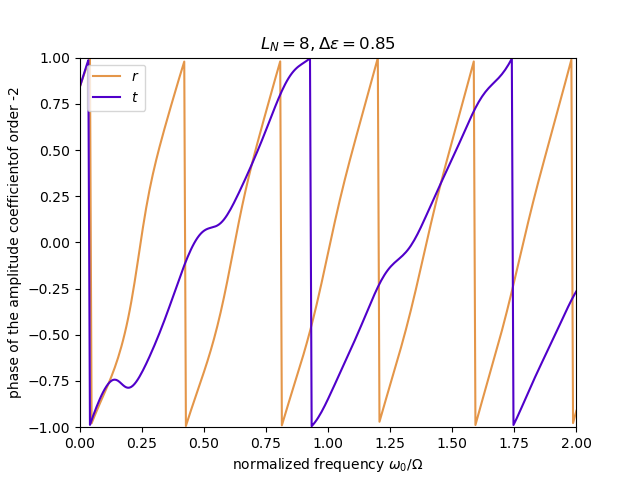 L_N = 8, Δε = 0.85
1.00
0.75
0.50
0.25
0.00
−0.25
−0.50
−0.75
−1.00
phase of the amplitude coefficientof order -2
r
t
0.00 0.25 0.50 0.75 1.00 1.25 1.50 1.75 2.00
normalized frequency ω₀/Ω